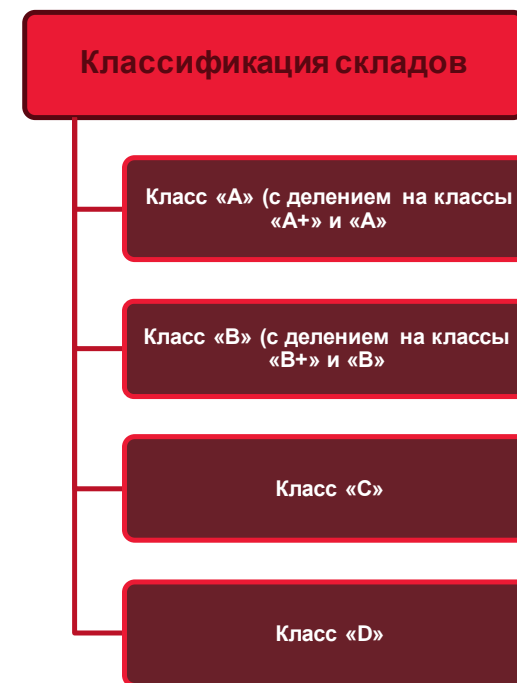 Классификация складов
Класс «А» (с делением на классы
«А+» и «А»
Класс «В» (с делением на классы
«В+» и «В»
Класс «С»
Класс «D»